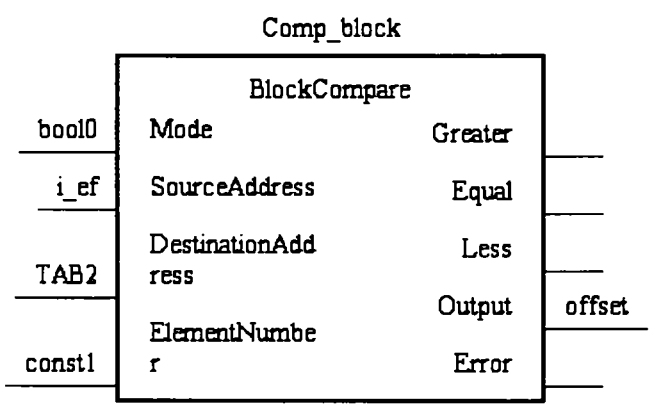 Comp_block
BlockCompare
bool0 Mode Greater
i_ef SourceAddress Equal
DestinationAdd Less
TAB2 ress
Output offset
ElementNumbe
const1 r Error